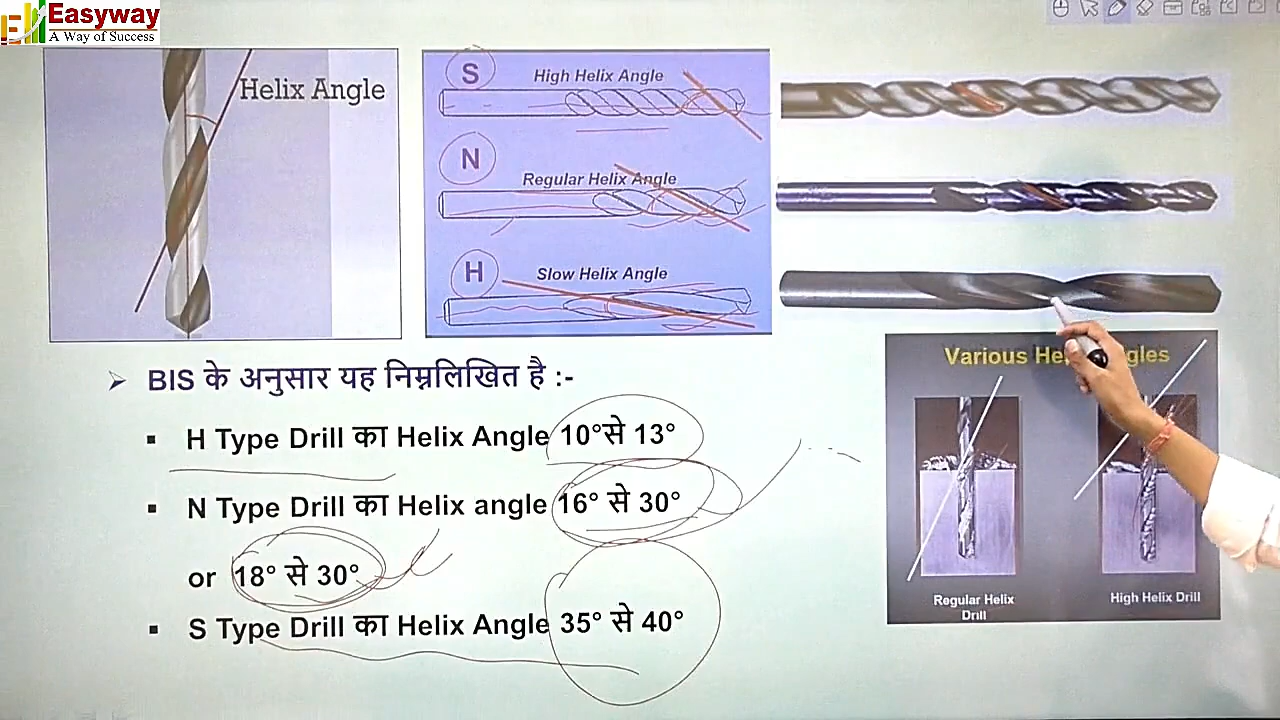 Easyway
A Way of Success
Helix Angle
S
High Helix Angle
N
Regular Helix Angle
H
Slow Helix Angle
➤ BIS के अनुसार यह निम्नलिखित है :-
▪ H Type Drill का Helix Angle 10°से 13°
▪ N Type Drill का Helix angle 16° से 30°
or 18° से 30°
▪ S Type Drill का Helix Angle 35° से 40°
Various
Regular Helix
Drill
High Helix Drill